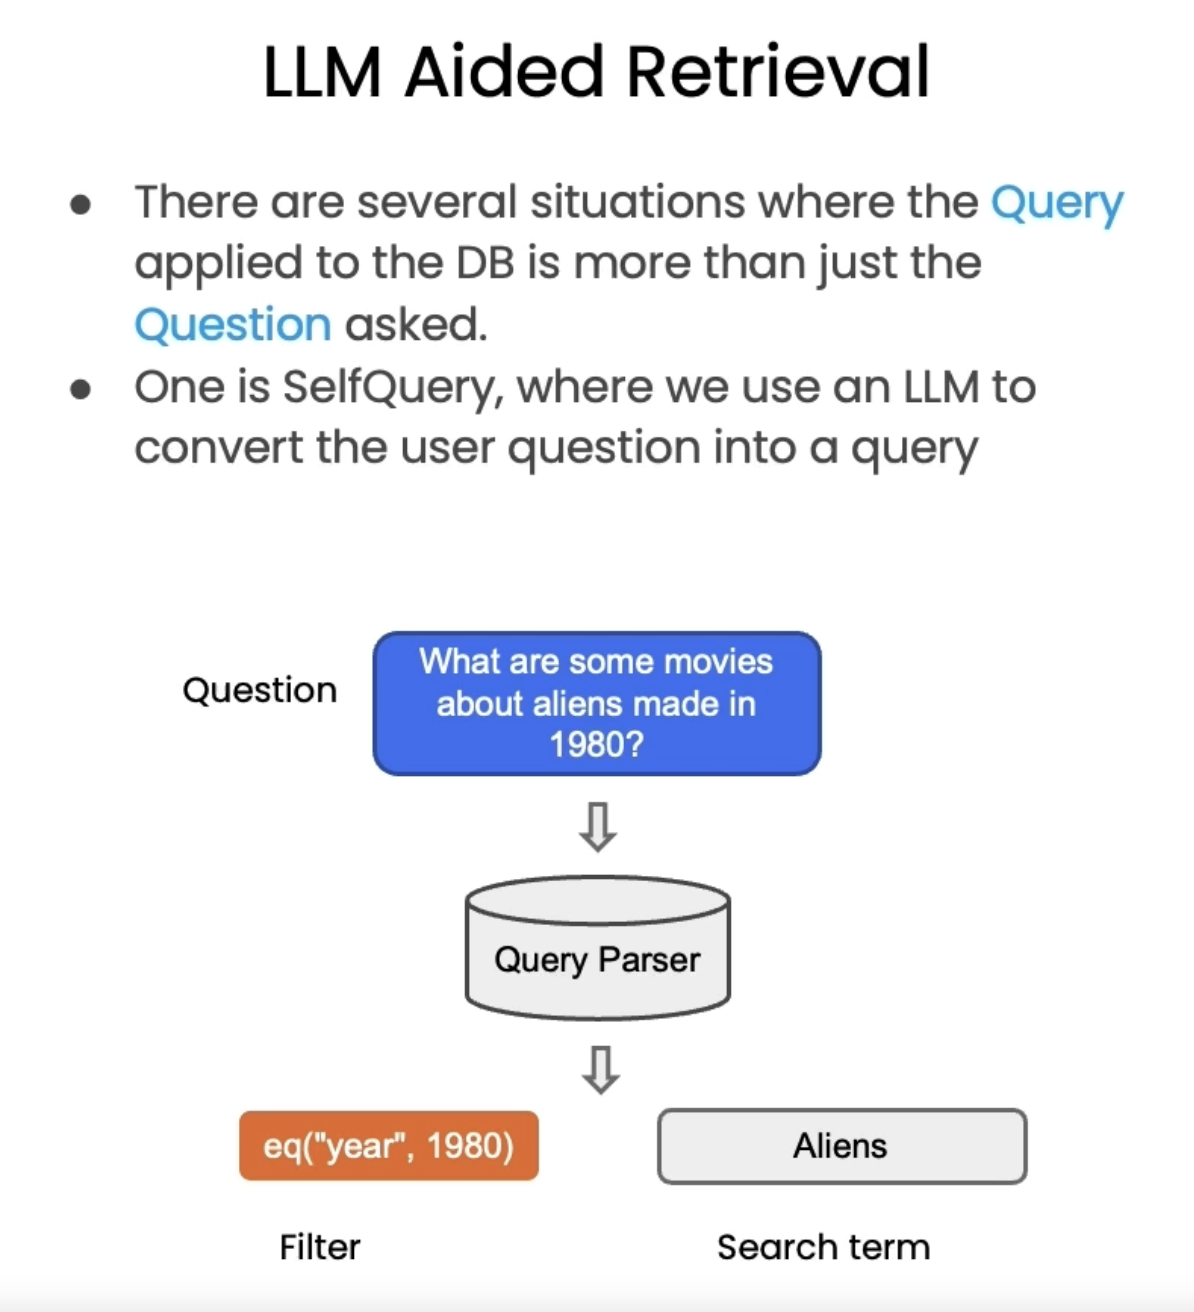 LLM Aided Retrieval
● There are several situations where the Query
applied to the DB is more than just the
Question asked.
● One is SelfQuery, where we use an LLM to
convert the user question into a query
Question
What are some movies
about aliens made in
1980?
Query Parser
eq("year", 1980)
Aliens
Filter
Search term